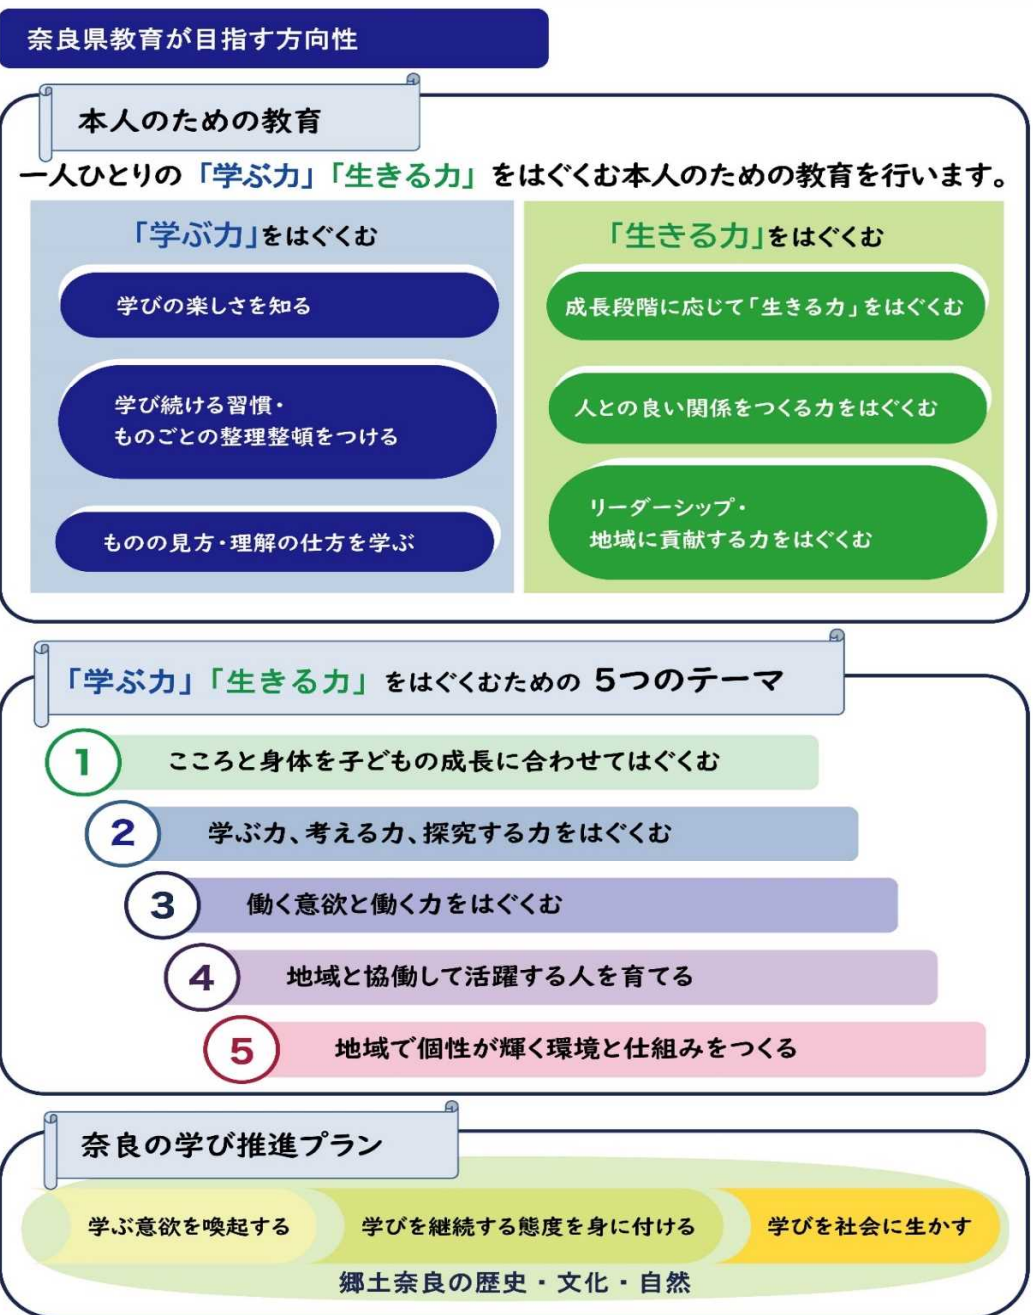 奈良県教育が目指す方向性
本人のための教育
一人ひとりの「学ぶ力」「生きる力」をはぐくむ本人のための教育を行います。
「学ぶ力」をはぐくむ
学びの楽しさを知る
学び続ける習慣・
ものごとの整理整頓をつける
ものの見方・理解の仕方を学ぶ
「生きる力」をはぐくむ
成長段階に応じて「生きる力」をはぐくむ
人との良い関係をつくる力をはぐくむ
リーダーシップ・
地域に貢献する力をはぐくむ
「学ぶ力」「生きる力」をはぐくむための 5つのテーマ
1 こころと身体を子どもの成長に合わせてはぐくむ
2 学ぶ力、考える力、探究する力をはぐくむ
3 働く意欲と働く力をはぐくむ
4 地域と協働して活躍する人を育てる
5 地域で個性が輝く環境と仕組みをつくる
奈良の学び推進プラン
学ぶ意欲を喚起する 学びを継続する態度を身に付ける 学びを社会に生かす
郷土奈良の歴史・文化・自然